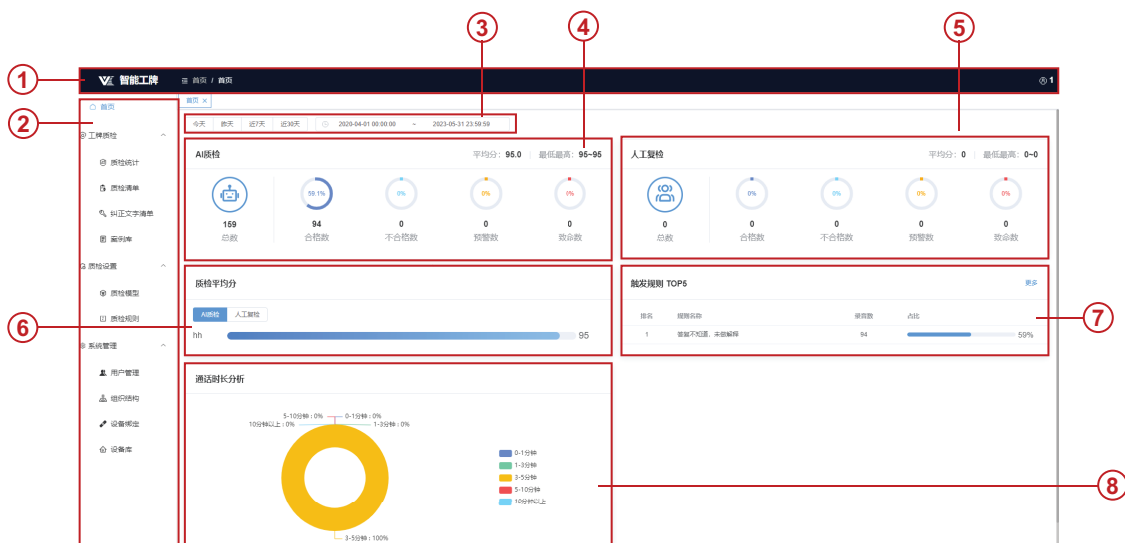 3
4
5
1
智能工牌
首页 / 首页
1
2
首页
首页 ×
今天 昨天 近7天 近30天 2020-04-01 00:00:00 ~ 2023-05-31 23:59:59
工牌质检
质检统计
质检清单
纠正文字清单
案例库
质检设置
质检模型
质检规则
系统管理
用户管理
组织结构
设备绑定
设备库
AI质检 平均分: 95.0 最低最高: 95~95
59.1% 0% 0% 0%
159 94 0 0 0
总数 合格数 不合格数 预警数 致命数
人工复检 平均分: 0 最低最高: 0~0
0% 0% 0% 0%
0 0 0 0 0
总数 合格数 不合格数 预警数 致命数
6
质检平均分
AI质检 人工复检
hh 95
触发规则 TOP5 更多
排名 规则名称 录音数 占比
1 答复不知道，未做解释 94 59%
7
通话时长分析
5-10分钟 : 0% 0-1分钟 : 0%
10分钟以上 : 0% 1-3分钟 : 0%
3-5分钟 : 100%
0-1分钟
1-3分钟
3-5分钟
5-10分钟
10分钟以上
8